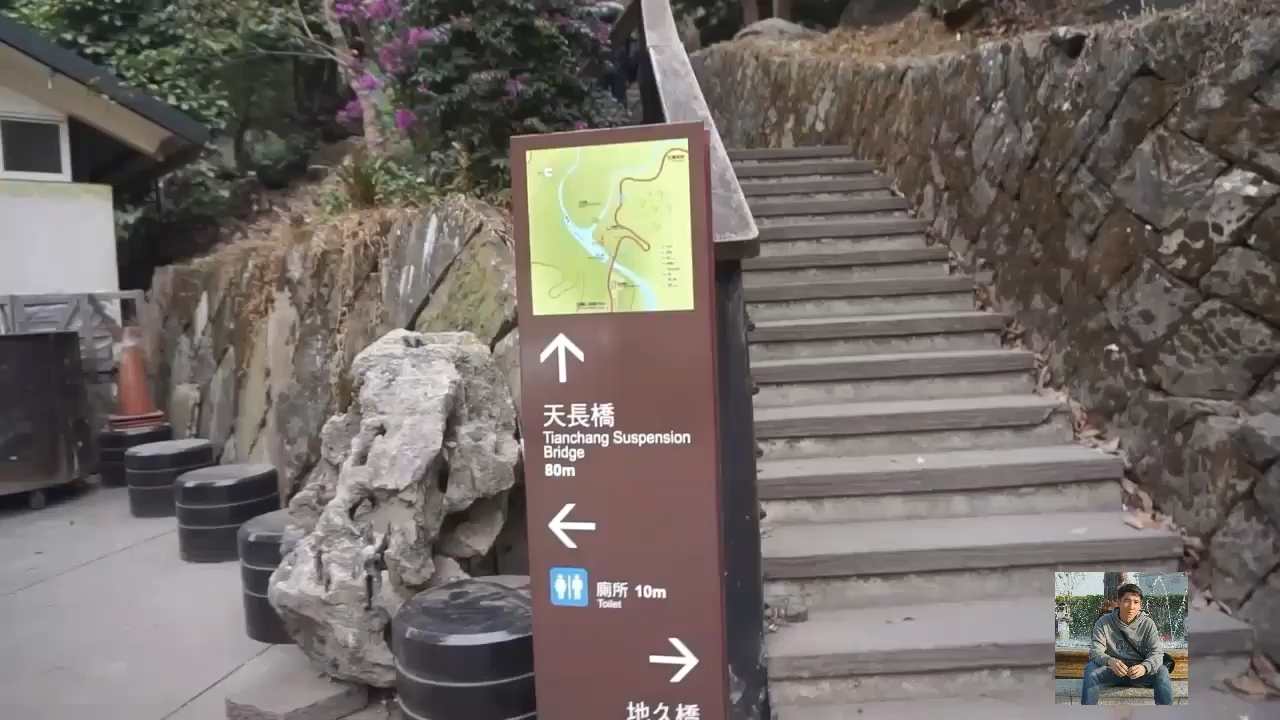 天長橋
Tianchang Suspension
Bridge
80m
廁所 10m
Toilet
地久橋